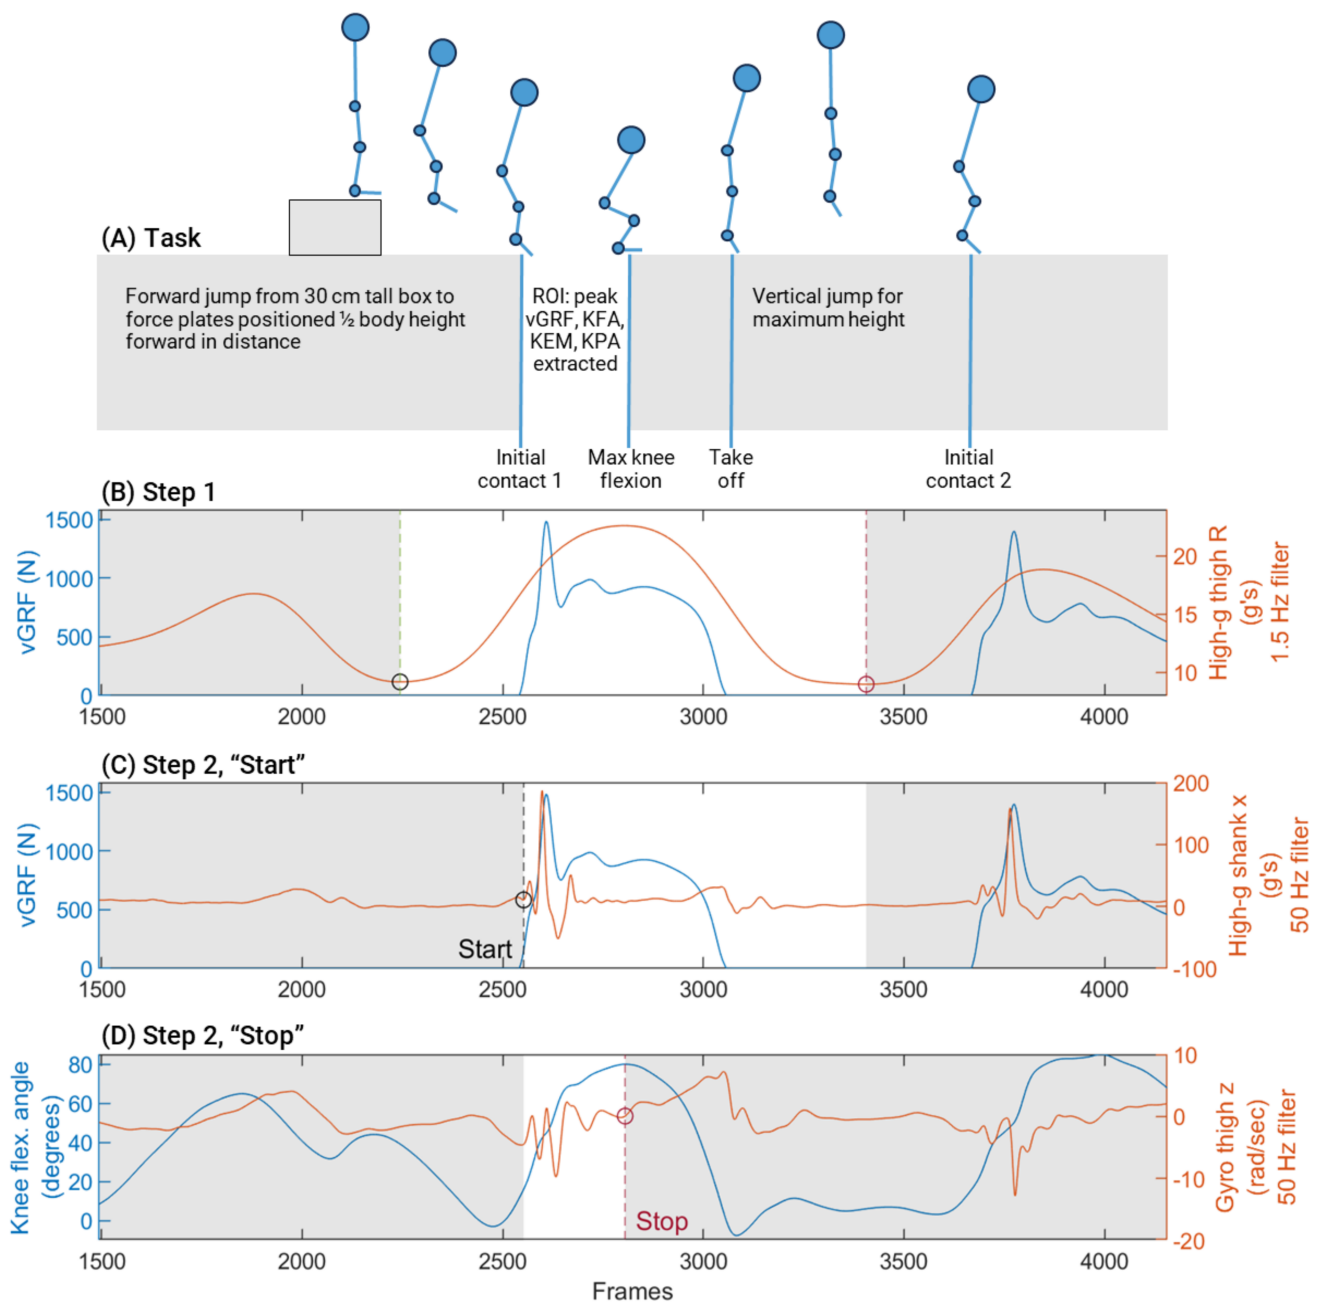 (A) Task
Forward jump from 30 cm tall box to
force plates positioned ½ body height
forward in distance
ROI: peak
vGRF, KFA,
KEM, KPA
extracted
Vertical jump for
maximum height
Initial
contact 1
Max knee
flexion
Take
off
Initial
contact 2
(B) Step 1
vGRF (N)
1500
1000
500
0
20
15
10
High-g thigh R
(g's)
1.5 Hz filter
1500 2000 2500 3000 3500 4000
(C) Step 2, “Start”
vGRF (N)
1500
1000
500
0
Start
200
100
0
-100
High-g shank x
(g's)
50 Hz filter
1500 2000 2500 3000 3500 4000
(D) Step 2, “Stop”
Knee flex. angle
(degrees)
80
60
40
20
0
Stop
10
0
-10
-20
Gyro thigh z
(rad/sec)
50 Hz filter
1500 2000 2500 3000 3500 4000
Frames